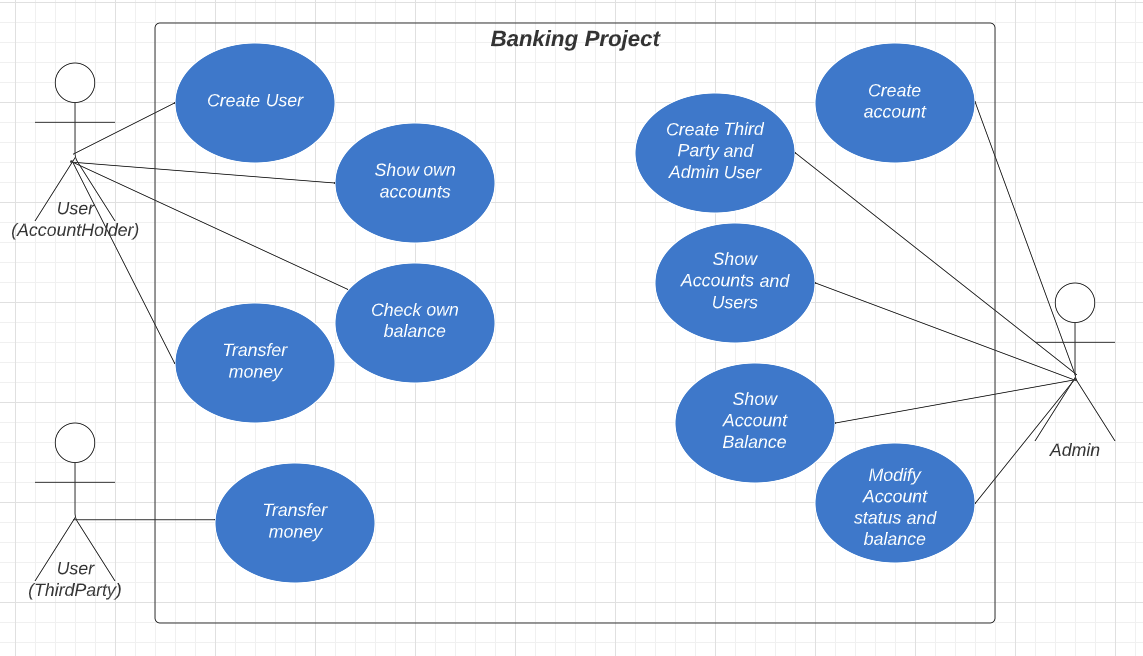 Banking Project
Create User
Show own
accounts
User
(AccountHolder)
Check own
balance
Transfer
money
Transfer
money
User
(ThirdParty)
Create
account
Create Third
Party and
Admin User
Show
Accounts and
Users
Show
Account
Balance
Modify
Account
status and
balance
Admin